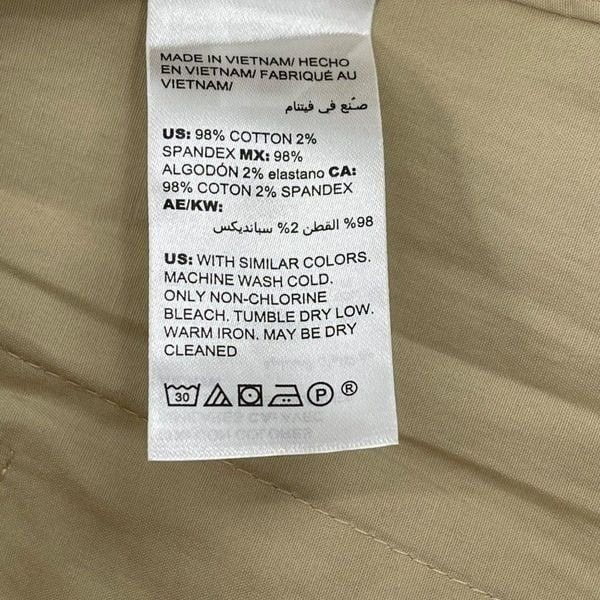 MADE IN VIETNAM/ HECHO
EN VIETNAM/ FABRIQUÉ AU
VIETNAM/
صنّع في فيتنام
US: 98% COTTON 2%
SPANDEX MX: 98%
ALGODÓN 2% elastano CA:
98% COTON 2% SPANDEX
AE/KW:
98% القطن 2% سبانديكس
US: WITH SIMILAR COLORS.
MACHINE WASH COLD.
ONLY NON-CHLORINE
BLEACH. TUMBLE DRY LOW.
WARM IRON. MAY BE DRY
CLEANED
30 P ®